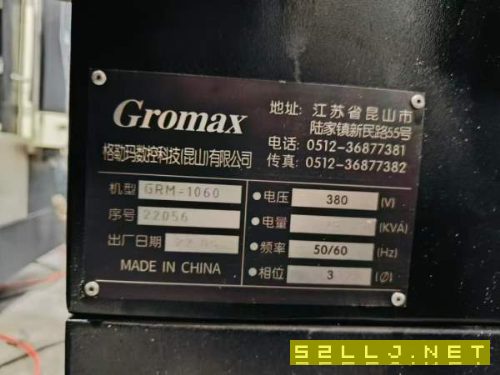 Gromax
格勒玛数控科技(昆山)有限公司
地址: 江苏省昆山市
陆家镇新民路55号
电话: 0512-36877381
传真: 0512-36877382
机型 GRM-1060
序号 22056
出厂日期
MADE IN CHINA
电压 380 (V)
电量 (KVA)
频率 50/60 (Hz)
相位 3 (Ø)
52LLJ.NET